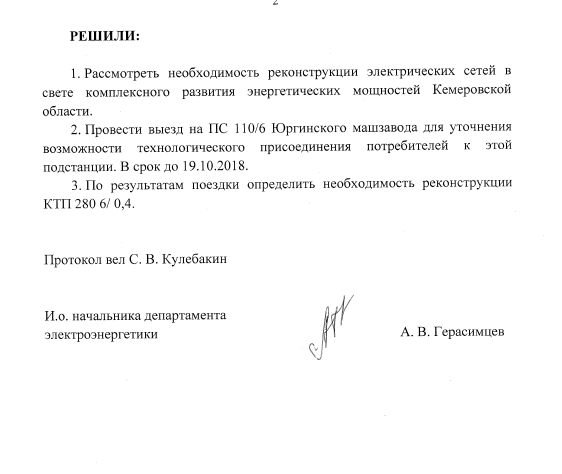 2
РЕШИЛИ:
1. Рассмотреть необходимость реконструкции электрических сетей в
свете комплексного развития энергетических мощностей Кемеровской
области.
2. Провести выезд на ПС 110/6 Юргинского машзавода для уточнения
возможности технологического присоединения потребителей к этой
подстанции. В срок до 19.10.2018.
3. По результатам поездки определить необходимость реконструкции
КТП 280 6/ 0,4.
Протокол вел С. В. Кулебакин
И.о. начальника департамента
электроэнергетики
А. В. Герасимцев